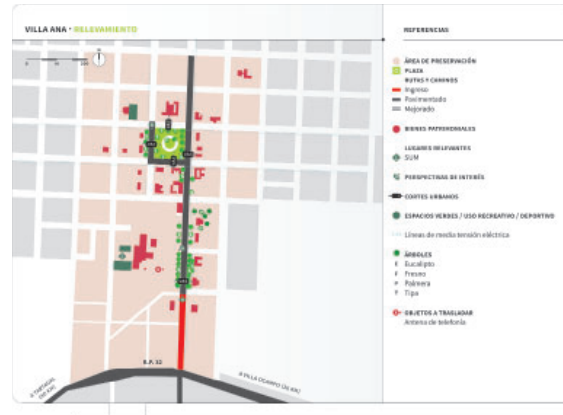 VILLA ANA • RELEVAMIENTO
REFERENCIAS
ÁREA DE PRESERVACIÓN
PLAZA
RUTAS Y CAMINOS
Ingreso
Pavimentado
Mejorado
BIENES PATRIMONIALES
LUGARES RELEVANTES
SUM
PERSPECTIVAS DE INTERÉS
CORTES URBANOS
ESPACIOS VERDES / USO RECREATIVO / DEPORTIVO
Líneas de media tensión eléctrica
ÁRBOLES
E Eucalipto
F Fresno
P Palmera
T Tipa
OBJETOS A TRASLADAR
Antena de telefonía
R.P. 32
A VILLA OCAMPO (30 KM)